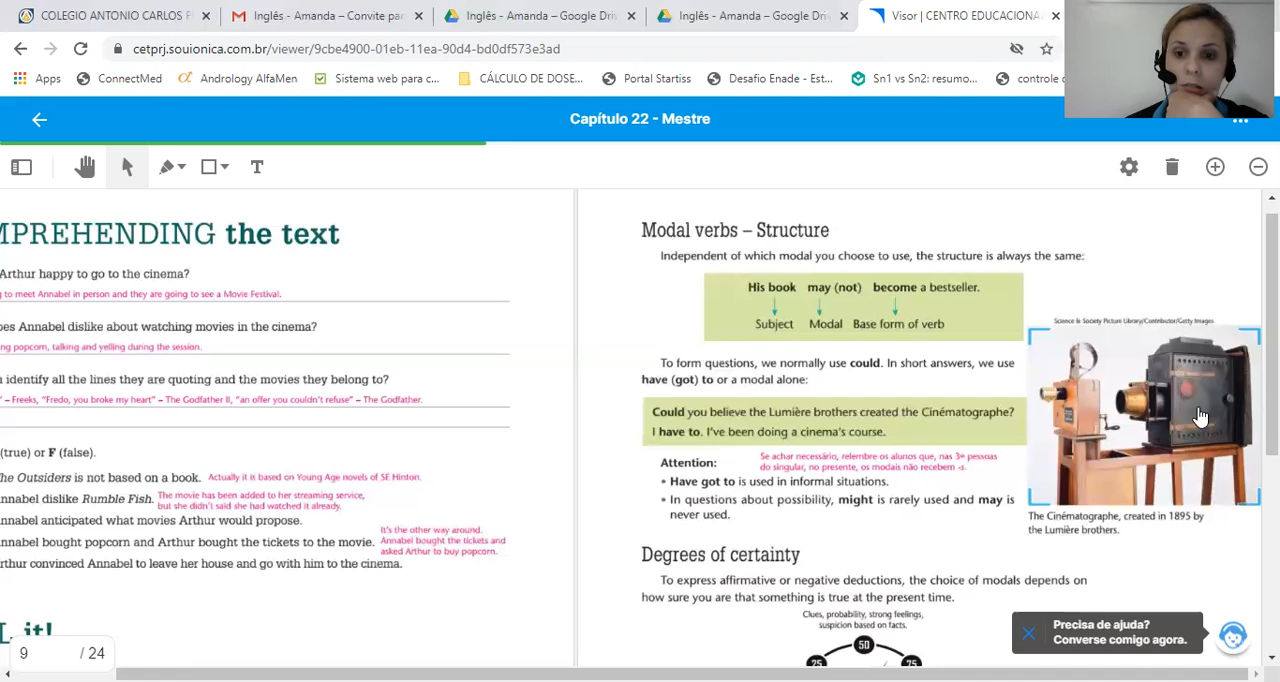 COLEGIO ANTONIO CARLOS
Inglês - Amanda – Convite par
Inglês - Amanda – Google Driv
Inglês - Amanda – Google Driv
Visor | CENTRO EDUCACIONA
cetprj.souionica.com.br/viewer/9cbe4900-01eb-11ea-90d4-bd0df573e3ad
Apps
ConnectMed
Andrology AlfaMen
Sistema web para c...
CÁLCULO DE DOSE...
Portal Startiss
Desafio Enade - Est...
Sn1 vs Sn2: resumo...
controle
Capítulo 22 - Mestre
T
MPREHENDING the text
Arthur happy to go to the cinema?
g to meet Annabel in person and they are going to see a Movie Festival.
oes Annabel dislike about watching movies in the cinema?
ng popcorn, talking and yelling during the session.
identify all the lines they are quoting and the movies they belong to?
" – Freeks, "Fredo, you broke my heart" – The Godfather II, "an offer you couldn't refuse" – The Godfather.
(true) or F (false).
The Outsiders is not based on a book. Actually it is based on Young Age novels of SE Hinton.
nnabel dislike Rumble Fish. The movie has been added to her streaming service,
but she didn't said she had watched it already.
nnabel anticipated what movies Arthur would propose.
nnabel bought popcorn and Arthur bought the tickets to the movie.
It's the other way around.
Annabel bought the tickets and
asked Arthur to buy popcorn.
rthur convinced Annabel to leave her house and go with him to the cinema.
it!
9 / 24
Modal verbs – Structure
Independent of which modal you choose to use, the structure is always the same:
His book may (not) become a bestseller.
Subject Modal Base form of verb
To form questions, we normally use could. In short answers, we use
have (got) to or a modal alone:
Could you believe the Lumière brothers created the Cinématographe?
I have to. I've been doing a cinema's course.
Attention:
Se achar necessário, relembre os alunos que, nas 3as pessoas
do singular, no presente, os modais não recebem -s.
• Have got to is used in informal situations.
• In questions about possibility, might is rarely used and may is
never used.
Science & Society Picture Library/Contributor/Getty Images
The Cinématographe, created in 1895 by
the Lumière brothers.
Degrees of certainty
To express affirmative or negative deductions, the choice of modals depends on
how sure you are that something is true at the present time.
Clues, probability, strong feelings,
suspicion based on facts.
50
25
75
Precisa de ajuda?
Converse comigo agora.